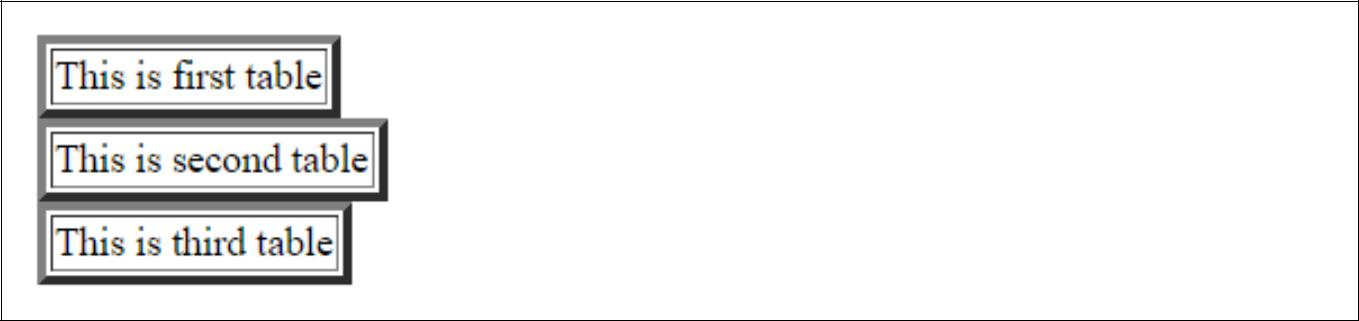 This is first table
This is second table
This is third table